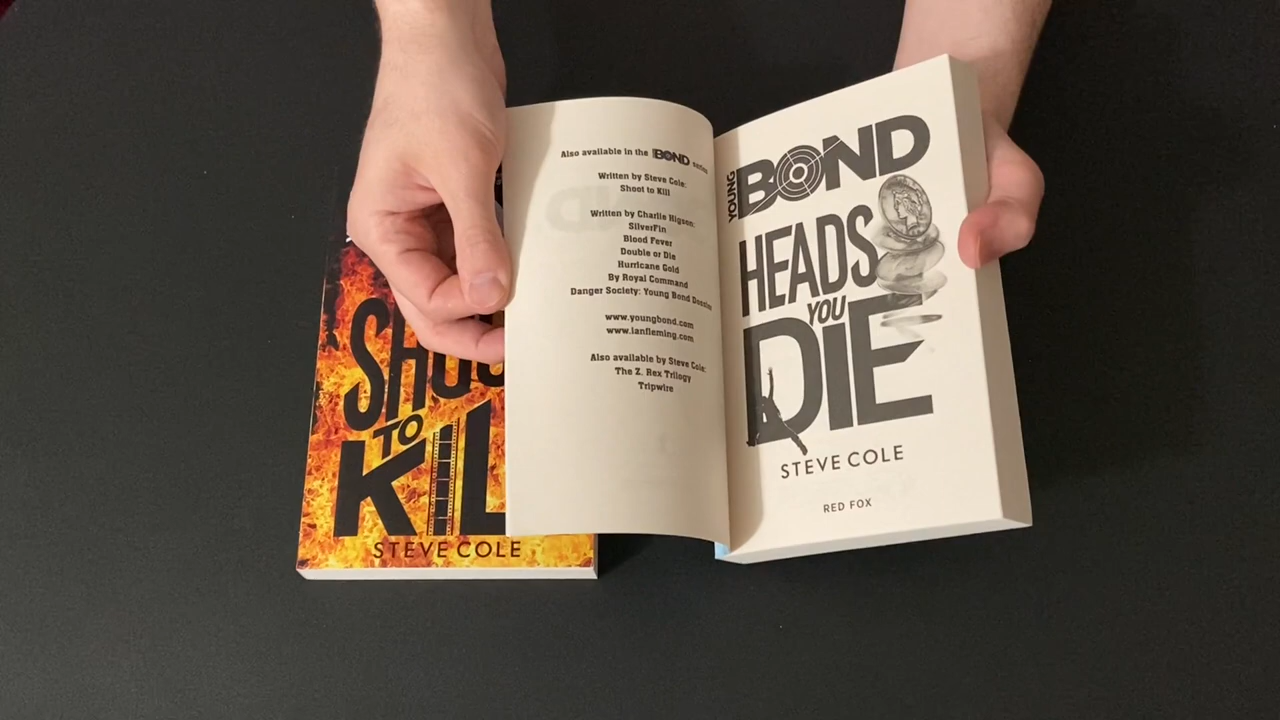 Also available in the BOND series
Written by Steve Cole:
Shoot to Kill
Written by Charlie Higson:
SilverFin
Blood Fever
Double or Die
Hurricane Gold
By Royal Command
Danger Society: Young Bond Dossier
www.youngbond.com
www.ianfleming.com
Also available by Steve Cole:
The Z. Rex Trilogy
Tripwire
YOUNG BOND
HEADS
YOU
DIE
STEVE COLE
RED FOX
SHOO
TO
KIL
STEVE COLE